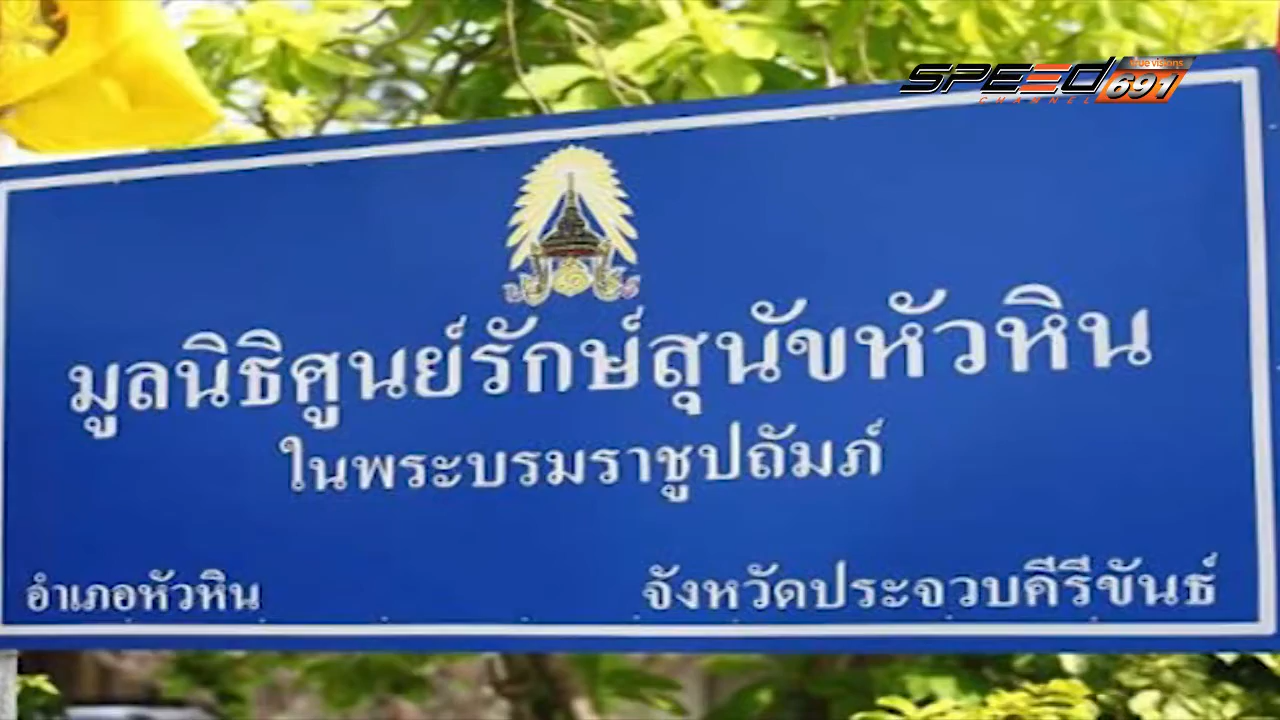 SPEED
CHANNEL
true visions
691
มูลนิธิศูนย์รักษ์สุนัขหัวหิน
ในพระบรมราชูปถัมภ์
อำเภอหัวหิน
จังหวัดประจวบคีรีขันธ์